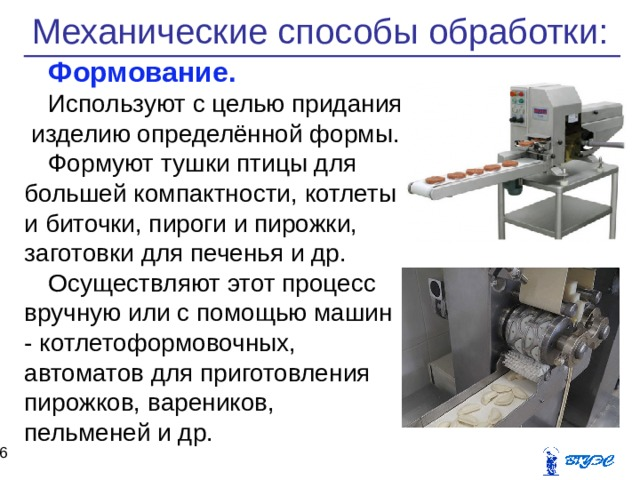 Механические способы обработки:
Формование.
Используют с целью придания
изделию определённой формы.
Формуют тушки птицы для
большей компактности, котлеты
и биточки, пироги и пирожки,
заготовки для печенья и др.
Осуществляют этот процесс
вручную или с помощью машин
- котлетоформовочных,
автоматов для приготовления
пирожков, вареников,
пельменей и др.
6
ВГУЭС